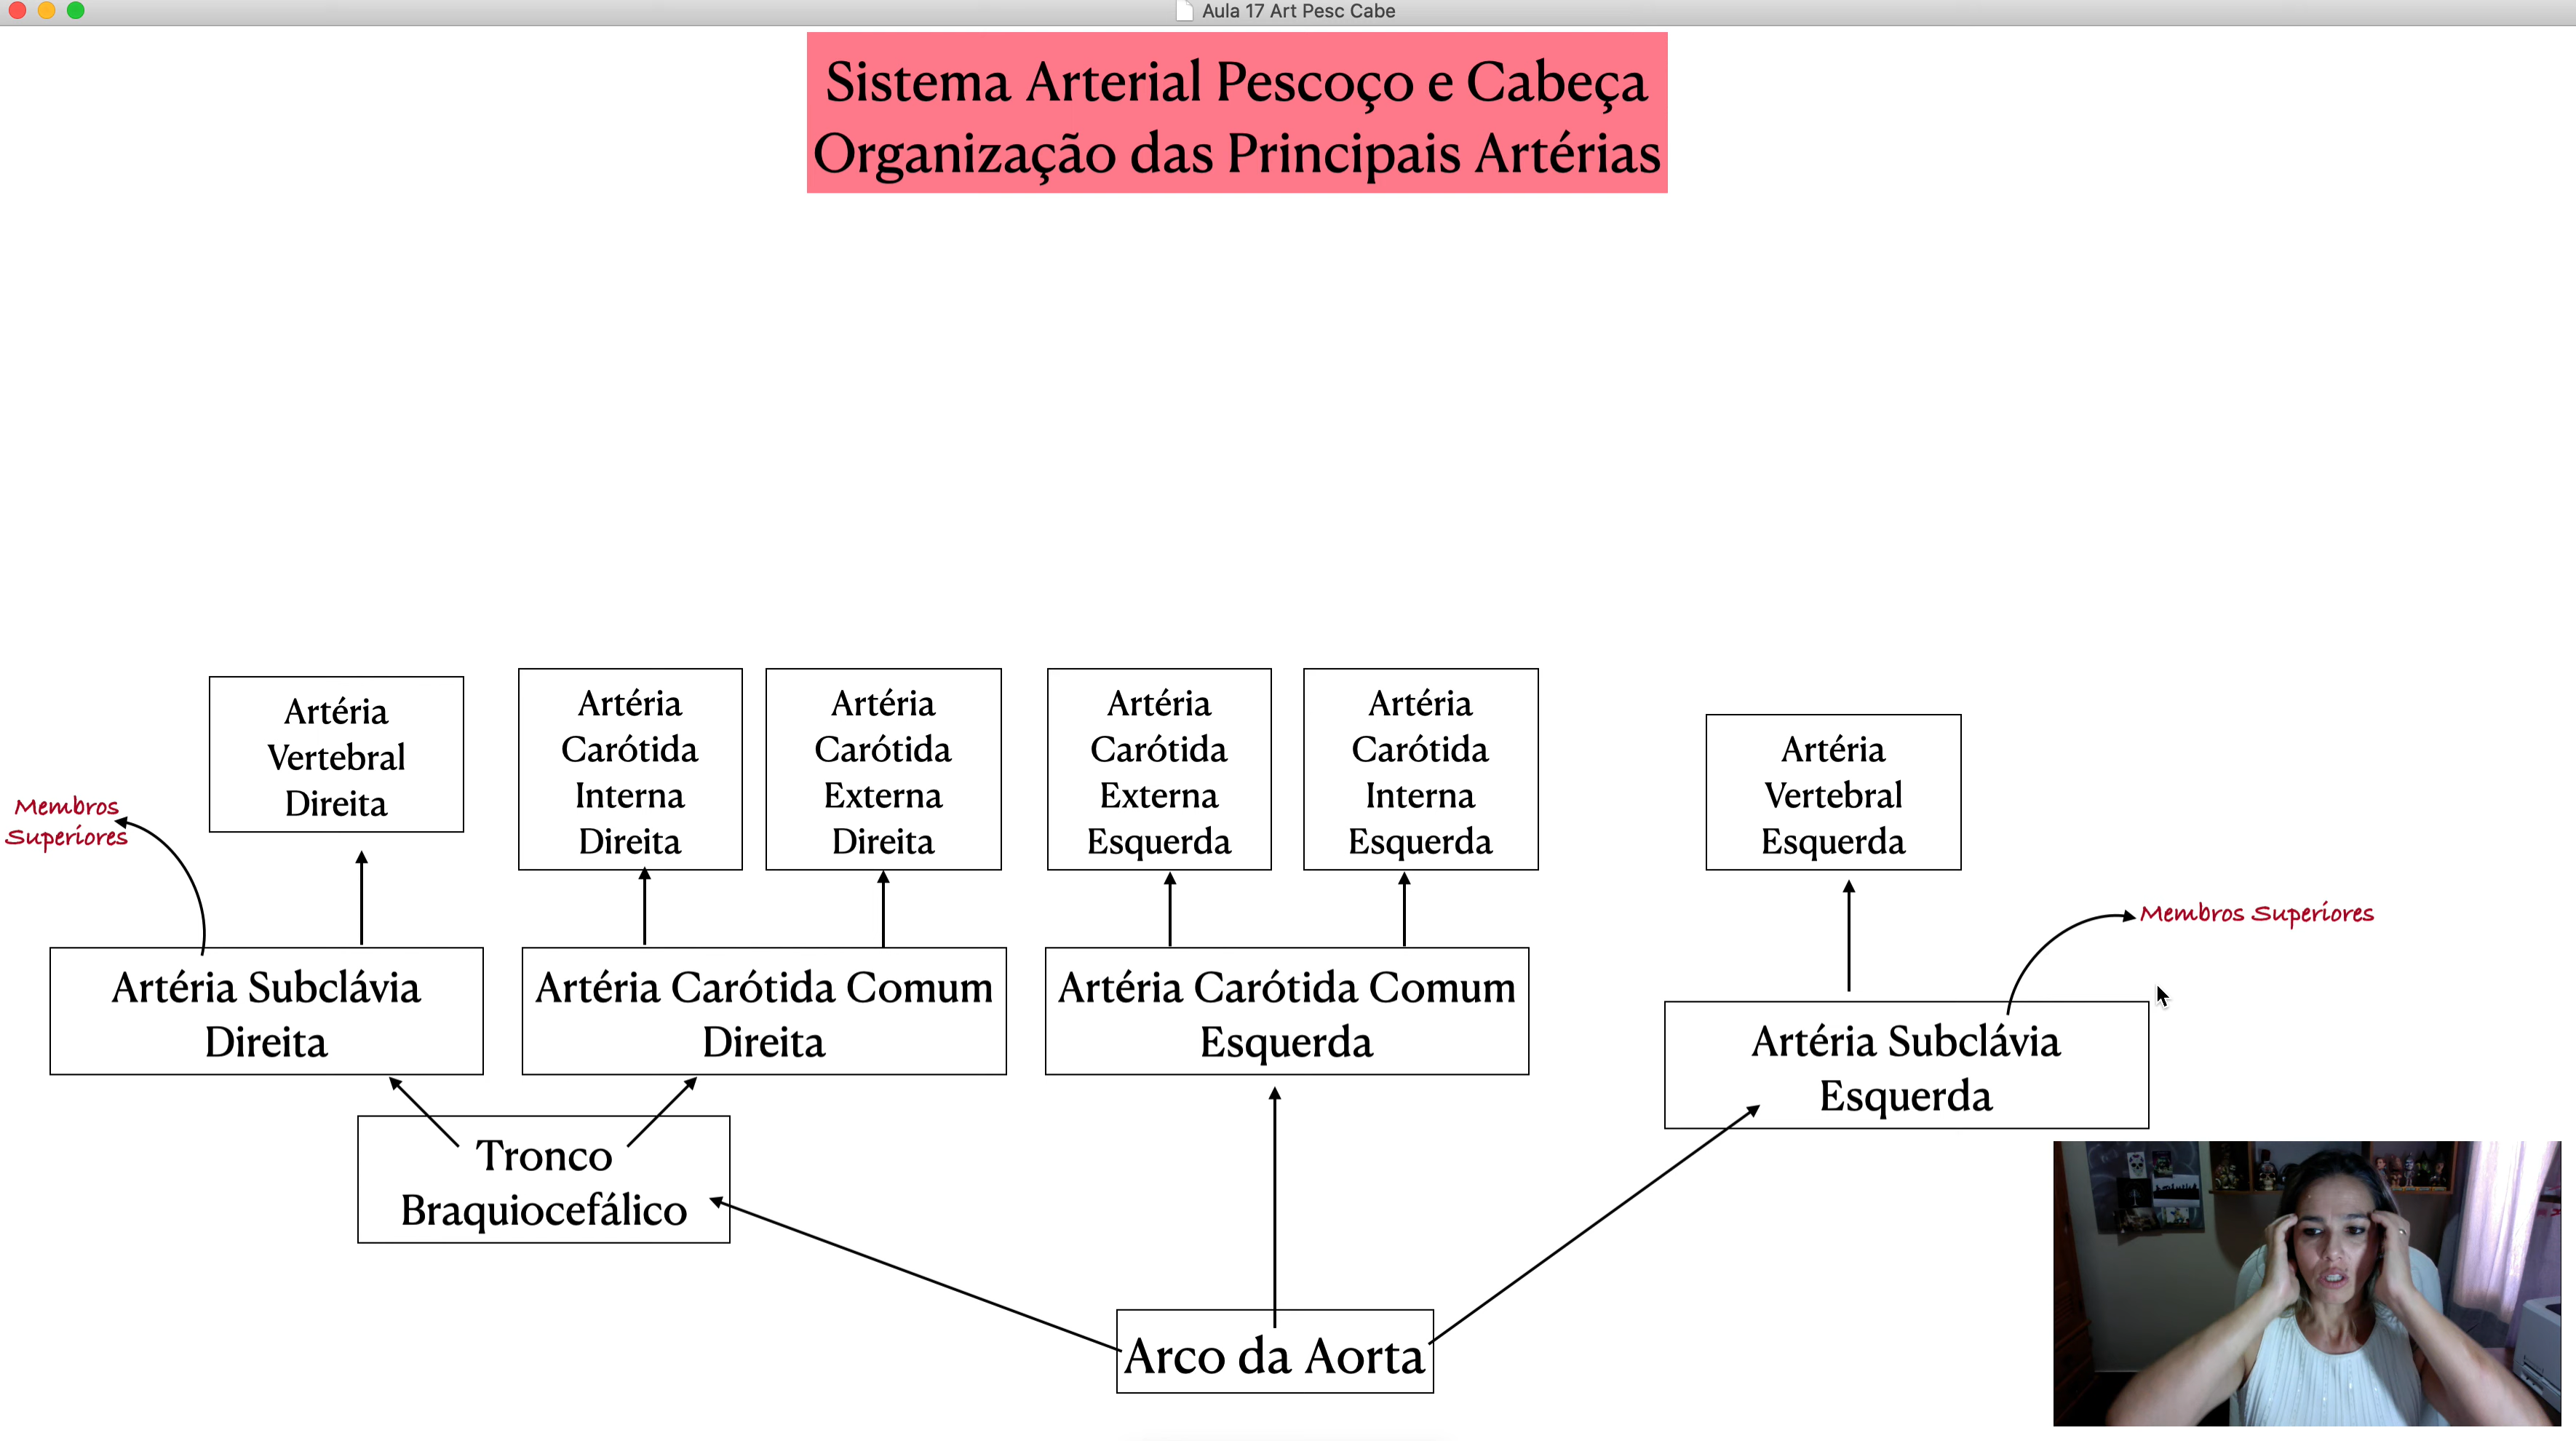 Aula 17 Art Pesc Cabe
Sistema Arterial Pescoço e Cabeça
Organização das Principais Artérias
Artéria
Vertebral
Direita
Artéria
Carótida
Interna
Direita
Artéria
Carótida
Externa
Direita
Artéria
Carótida
Externa
Esquerda
Artéria
Carótida
Interna
Esquerda
Artéria
Vertebral
Esquerda
Membros
Superiores
Membros Superiores
Artéria Subclávia
Direita
Artéria Carótida Comum
Direita
Artéria Carótida Comum
Esquerda
Artéria Subclávia
Esquerda
Tronco
Braquiocefálico
Arco da Aorta